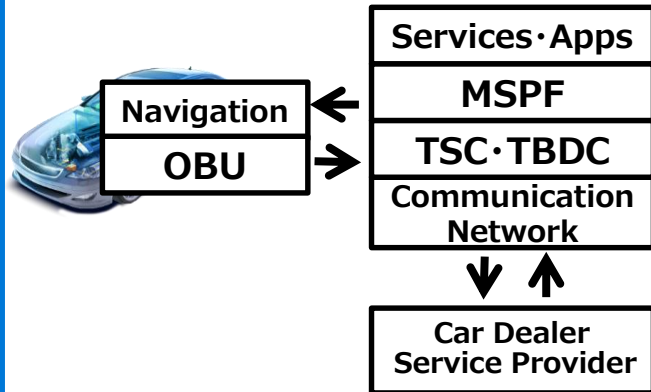 Services･Apps
MSPF
Navigation
TSC･TBDC
OBU
Communication
Network
Car Dealer
Service Provider